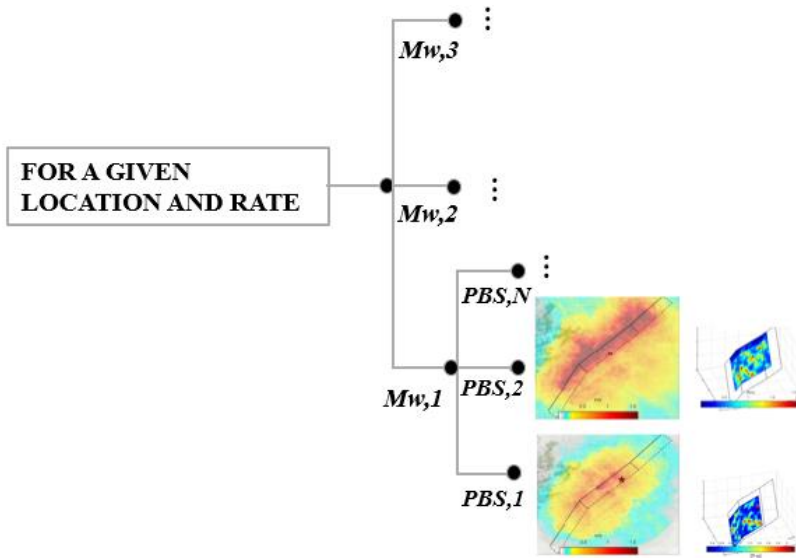 Mw,3
FOR A GIVEN
LOCATION AND RATE
Mw,2
PBS,N
Mw,1
PBS,2
PBS,1